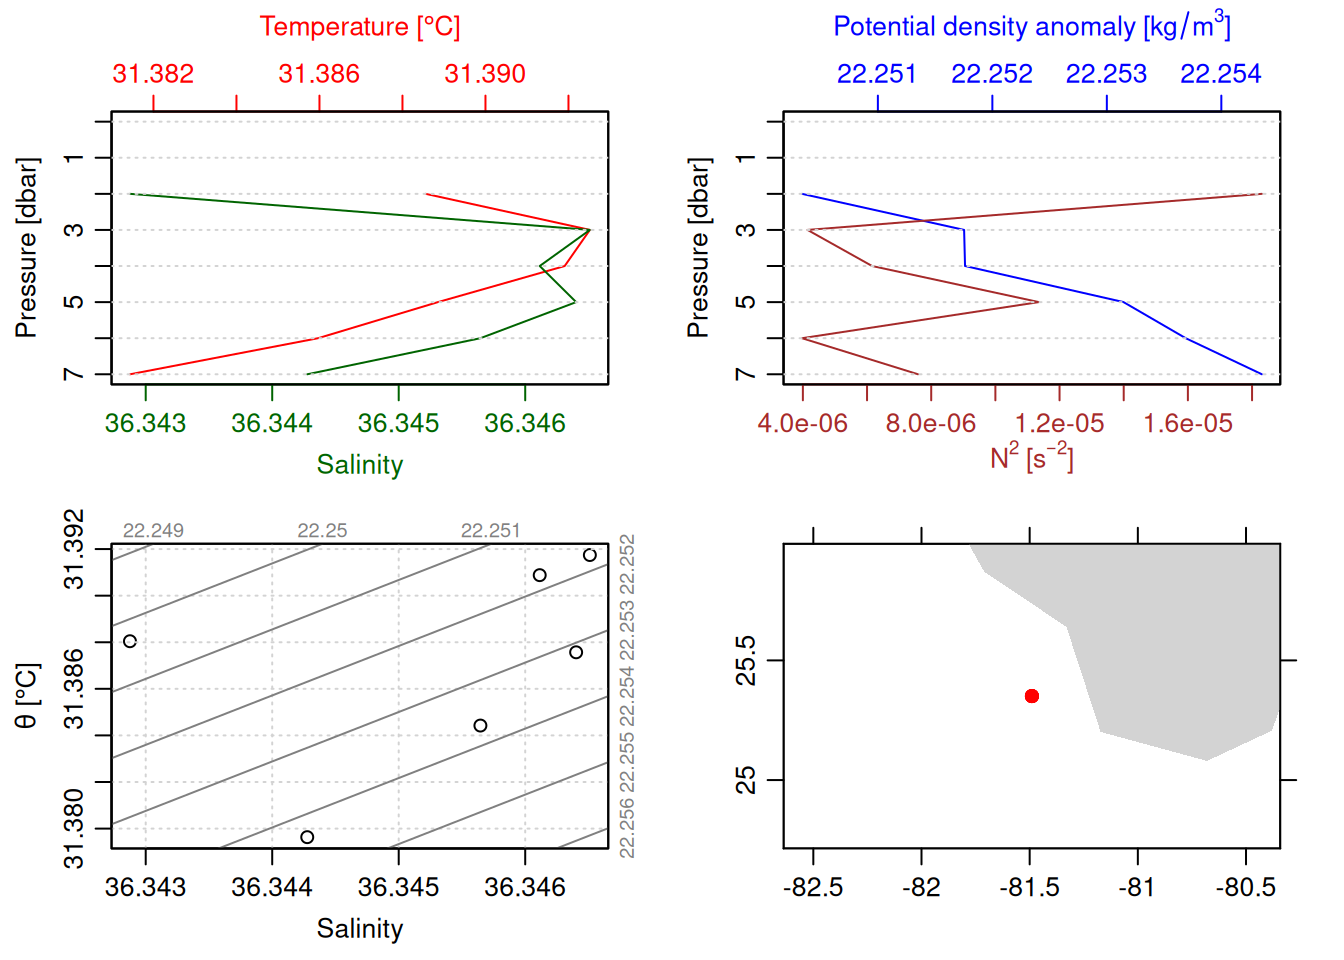 Temperature [°C]
31.382 31.386 31.390
Pressure [dbar]
1
3
5
7
36.343 36.344 36.345 36.346
Salinity
Potential density anomaly [kg/m³]
22.251 22.252 22.253 22.254
Pressure [dbar]
1
3
5
7
4.0e-06 8.0e-06 1.2e-05 1.6e-05
N² [s⁻²]
22.249 22.25 22.251
θ [°C]
31.392
31.386
31.380
22.256 22.255 22.254 22.253 22.252
36.343 36.344 36.345 36.346
Salinity
25.5
25
-82.5 -82 -81.5 -81 -80.5